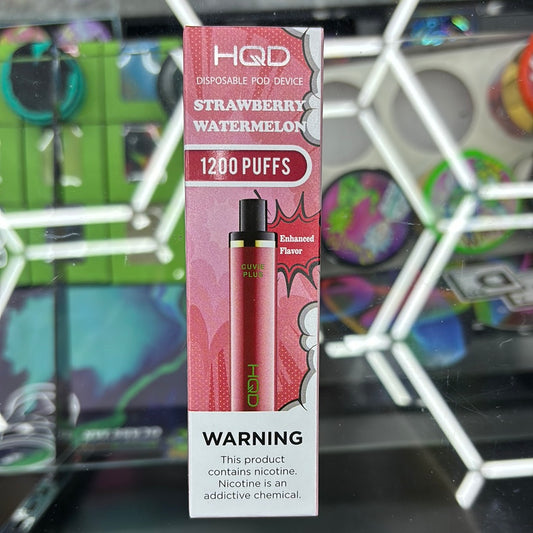 HQD
DISPOSABLE POD DEVICE
STRAWBERRY
WATERMELON
1200 PUFFS
Enhanced
Flavor
CUVIE
PLUS
HQD
WARNING
This product
contains nicotine.
Nicotine is an
addictive chemical.